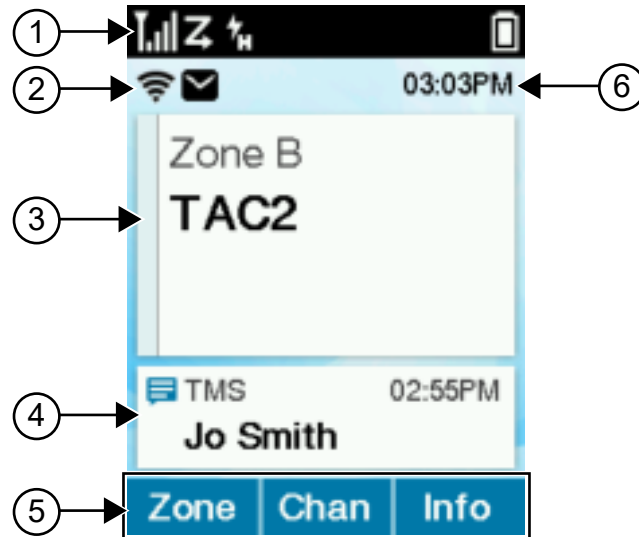 1
H
2
03:03PM
6
Zone B
3
TAC2
TMS 02:55PM
4
Jo Smith
5
Zone Chan Info